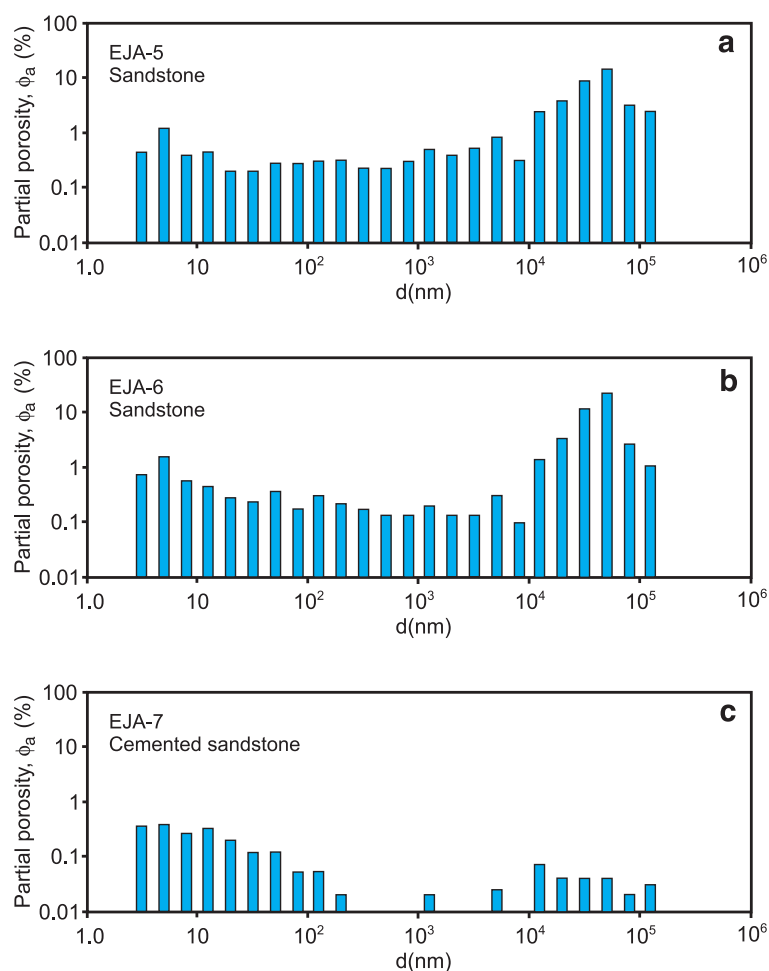 a
EJA-5
Sandstone
Partial porosity, ϕₐ (%)
100
10
1
0.1
0.01
1.0 10 10² 10³ 10⁴ 10⁵ 10⁶
d(nm)
b
EJA-6
Sandstone
Partial porosity, ϕₐ (%)
100
10
1
0.1
0.01
1.0 10 10² 10³ 10⁴ 10⁵ 10⁶
d(nm)
c
EJA-7
Cemented sandstone
Partial porosity, ϕₐ (%)
100
10
1
0.1
0.01
1.0 10 10² 10³ 10⁴ 10⁵ 10⁶
d(nm)